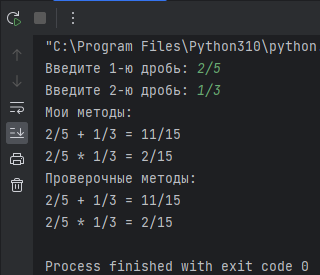 "C:\Program Files\Python310\python
Введите 1-ю дробь: 2/5
Введите 2-ю дробь: 1/3
Мои методы:
2/5 + 1/3 = 11/15
2/5 * 1/3 = 2/15
Проверочные методы:
2/5 + 1/3 = 11/15
2/5 * 1/3 = 2/15
Process finished with exit code 0